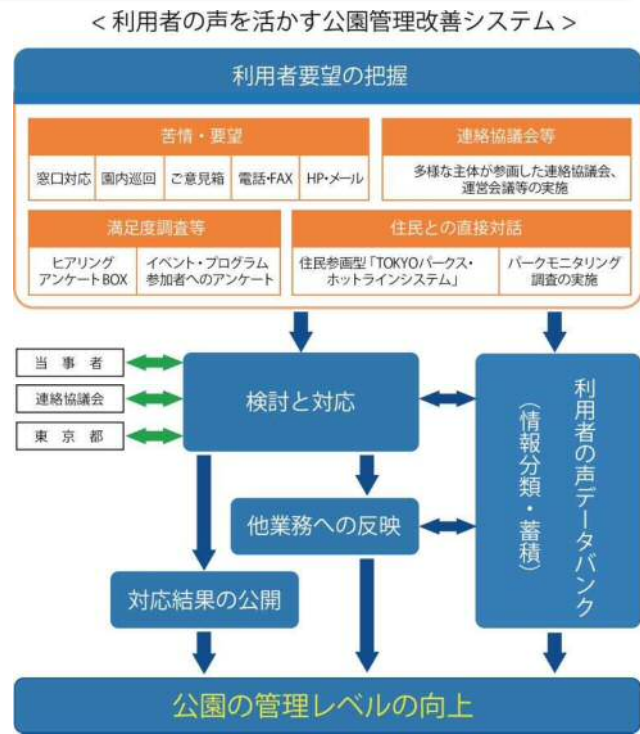 ＜利用者の声を活かす公園管理改善システム＞
利用者要望の把握
苦情・要望
窓口対応
園内巡回
ご意見箱
電話・FAX
HP・メール
連絡協議会等
多様な主体が参画した連絡協議会、
運営会議等の実施
満足度調査等
ヒアリング
アンケートBOX
イベント・プログラム
参加者へのアンケート
住民との直接対話
住民参画型「TOKYOパークス・
ホットラインシステム」
パークモニタリング
調査の実施
当事者
連絡協議会
東京都
検討と対応
利用者の声データバンク
（情報分類・蓄積）
他業務への反映
対応結果の公開
公園の管理レベルの向上